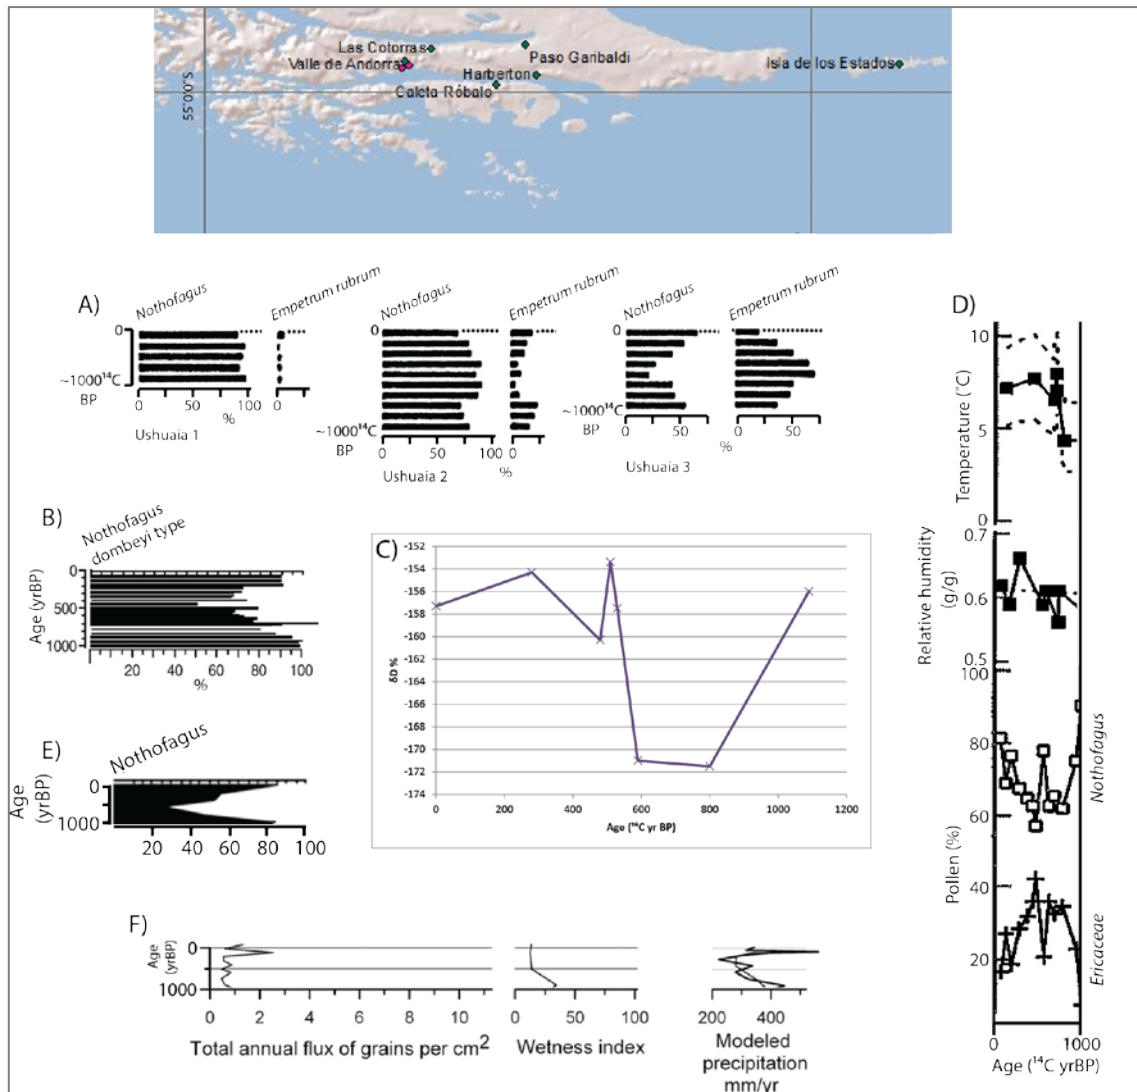 Las Cotorras
Paso Garibaldi
Valle de Andorra
Isla de los Estados
Harberton
Caleta Róbalo
55°0'0"S
A)
Nothofagus
Empetrum rubrum
Nothofagus
Empetrum rubrum
Nothofagus
Empetrum rubrum
0
0
0
~1000¹⁴C
BP
0 50 100 0
%
Ushuaia 1
~1000¹⁴C
BP
0 50 100 0
%
Ushuaia 2
~1000¹⁴C
BP
0 50 0 50
%
Ushuaia 3
B)
Nothofagus
dombeyi type
Age (yrBP)
0
500
1000
0 20 40 60 80 100
%
C)
-152
-154
-156
-158
-160
-162
-164
-166
-168
-170
-172
-174
δD %
0 200 400 600 800 1000 1200
Age (¹⁴C yr BP)
D)
Temperature (°C)
10
5
0
Relative humidity
(g/g)
0.7
0.6
0.5
Pollen (%)
100
80
60
40
20
Nothofagus
Ericaceae
0 1000
Age (¹⁴C yrBP)
E)
Nothofagus
Age
(yrBP)
0
1000
20 40 60 80 100
F)
Age
(yrBP)
0
1000
0 2 4 6 8 10
Total annual flux of grains per cm²
0 50 100
Wetness index
200 400
Modeled
precipitation
mm/yr